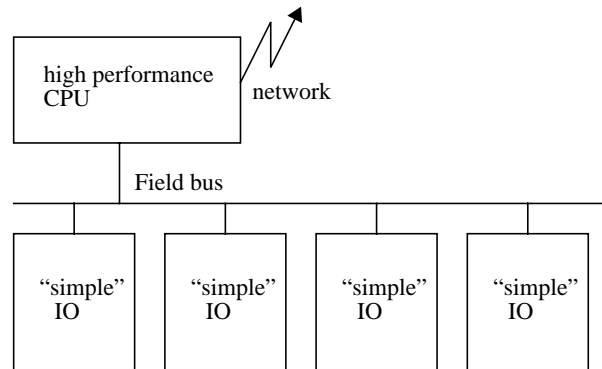 high performance
CPU
network
Field bus
“simple”
IO
“simple”
IO
“simple”
IO
“simple”
IO